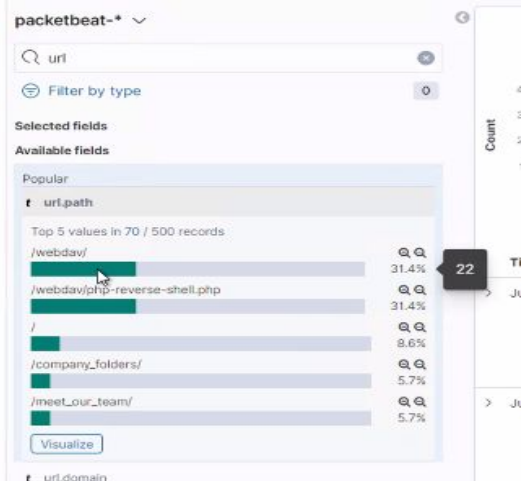 packetbeat-*
url
Filter by type
0
Selected fields
Available fields
Popular
t url.path
Top 5 values in 70 / 500 records
/webdav/
31.4%
22
/webdav/php-reverse-shell.php
31.4%
/
8.6%
/company_folders/
5.7%
/meet_our_team/
5.7%
Visualize
t url.domain
Count